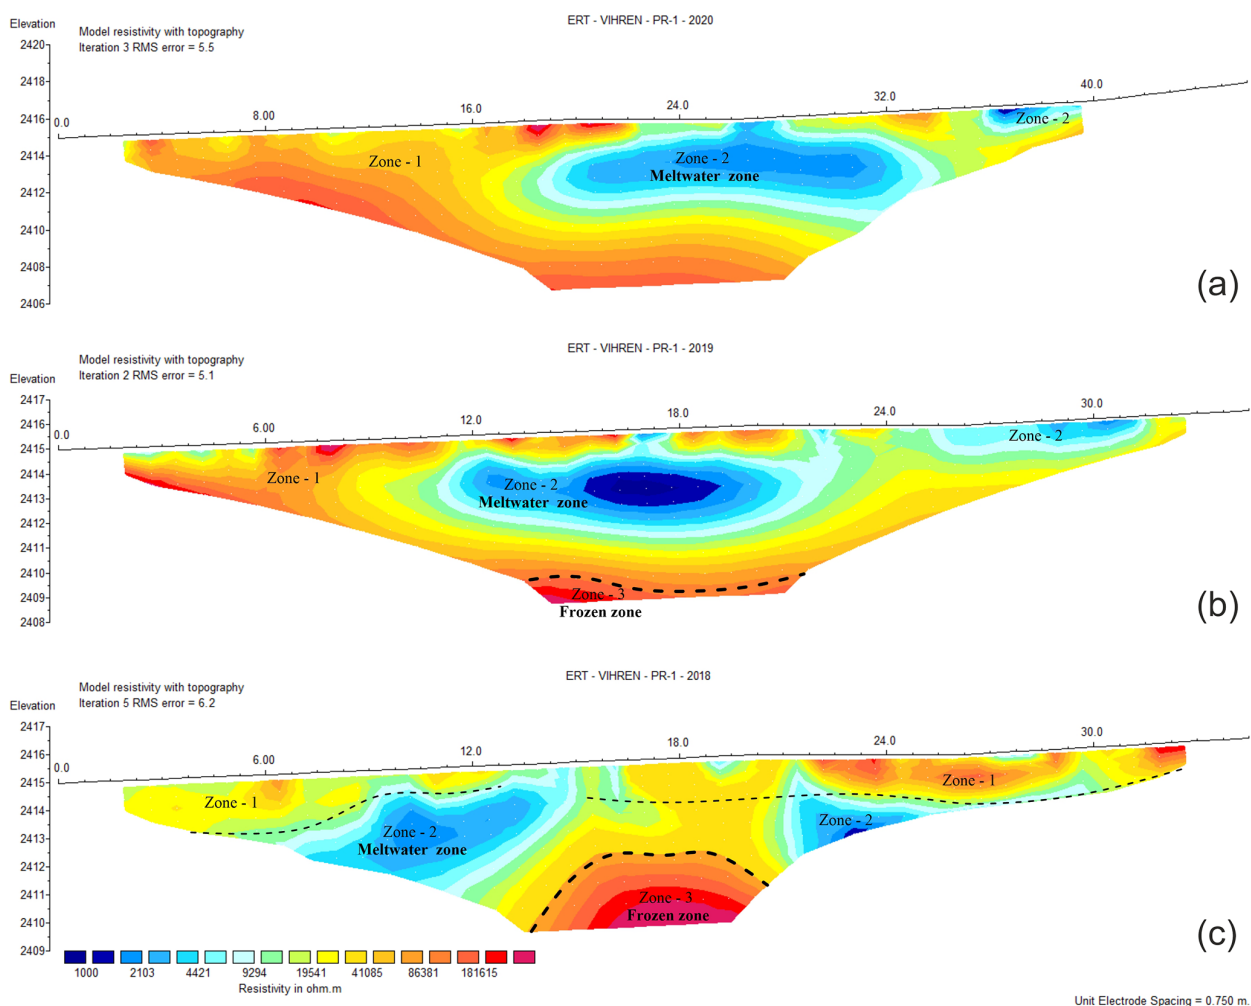 ERT - VIHREN - PR-1 - 2020
Elevation
Model resistivity with topography
Iteration 3 RMS error = 5.5
2420
2418
2416
2414
2412
2410
2408
2406
0.0
8.00
16.0
24.0
32.0
40.0
Zone - 1
Zone - 2
Meltwater zone
Zone - 2
(a)
ERT - VIHREN - PR-1 - 2019
Model resistivity with topography
Iteration 2 RMS error = 5.1
Elevation
2417
2416
2415
2414
2413
2412
2411
2410
2409
2408
0.0
6.00
12.0
18.0
24.0
30.0
Zone - 1
Zone - 2
Meltwater zone
Zone - 2
Zone - 3
Frozen zone
(b)
ERT - VIHREN - PR-1 - 2018
Model resistivity with topography
Iteration 5 RMS error = 6.2
Elevation
2417
2416
2415
2414
2413
2412
2411
2410
2409
0.0
6.00
12.0
18.0
24.0
30.0
Zone - 1
Zone - 1
Zone - 2
Meltwater zone
Zone - 2
Zone - 3
Frozen zone
(c)
1000
2103
4421
9294
19541
41085
86381
181615
Resistivity in ohm.m
Unit Electrode Spacing = 0.750 m.